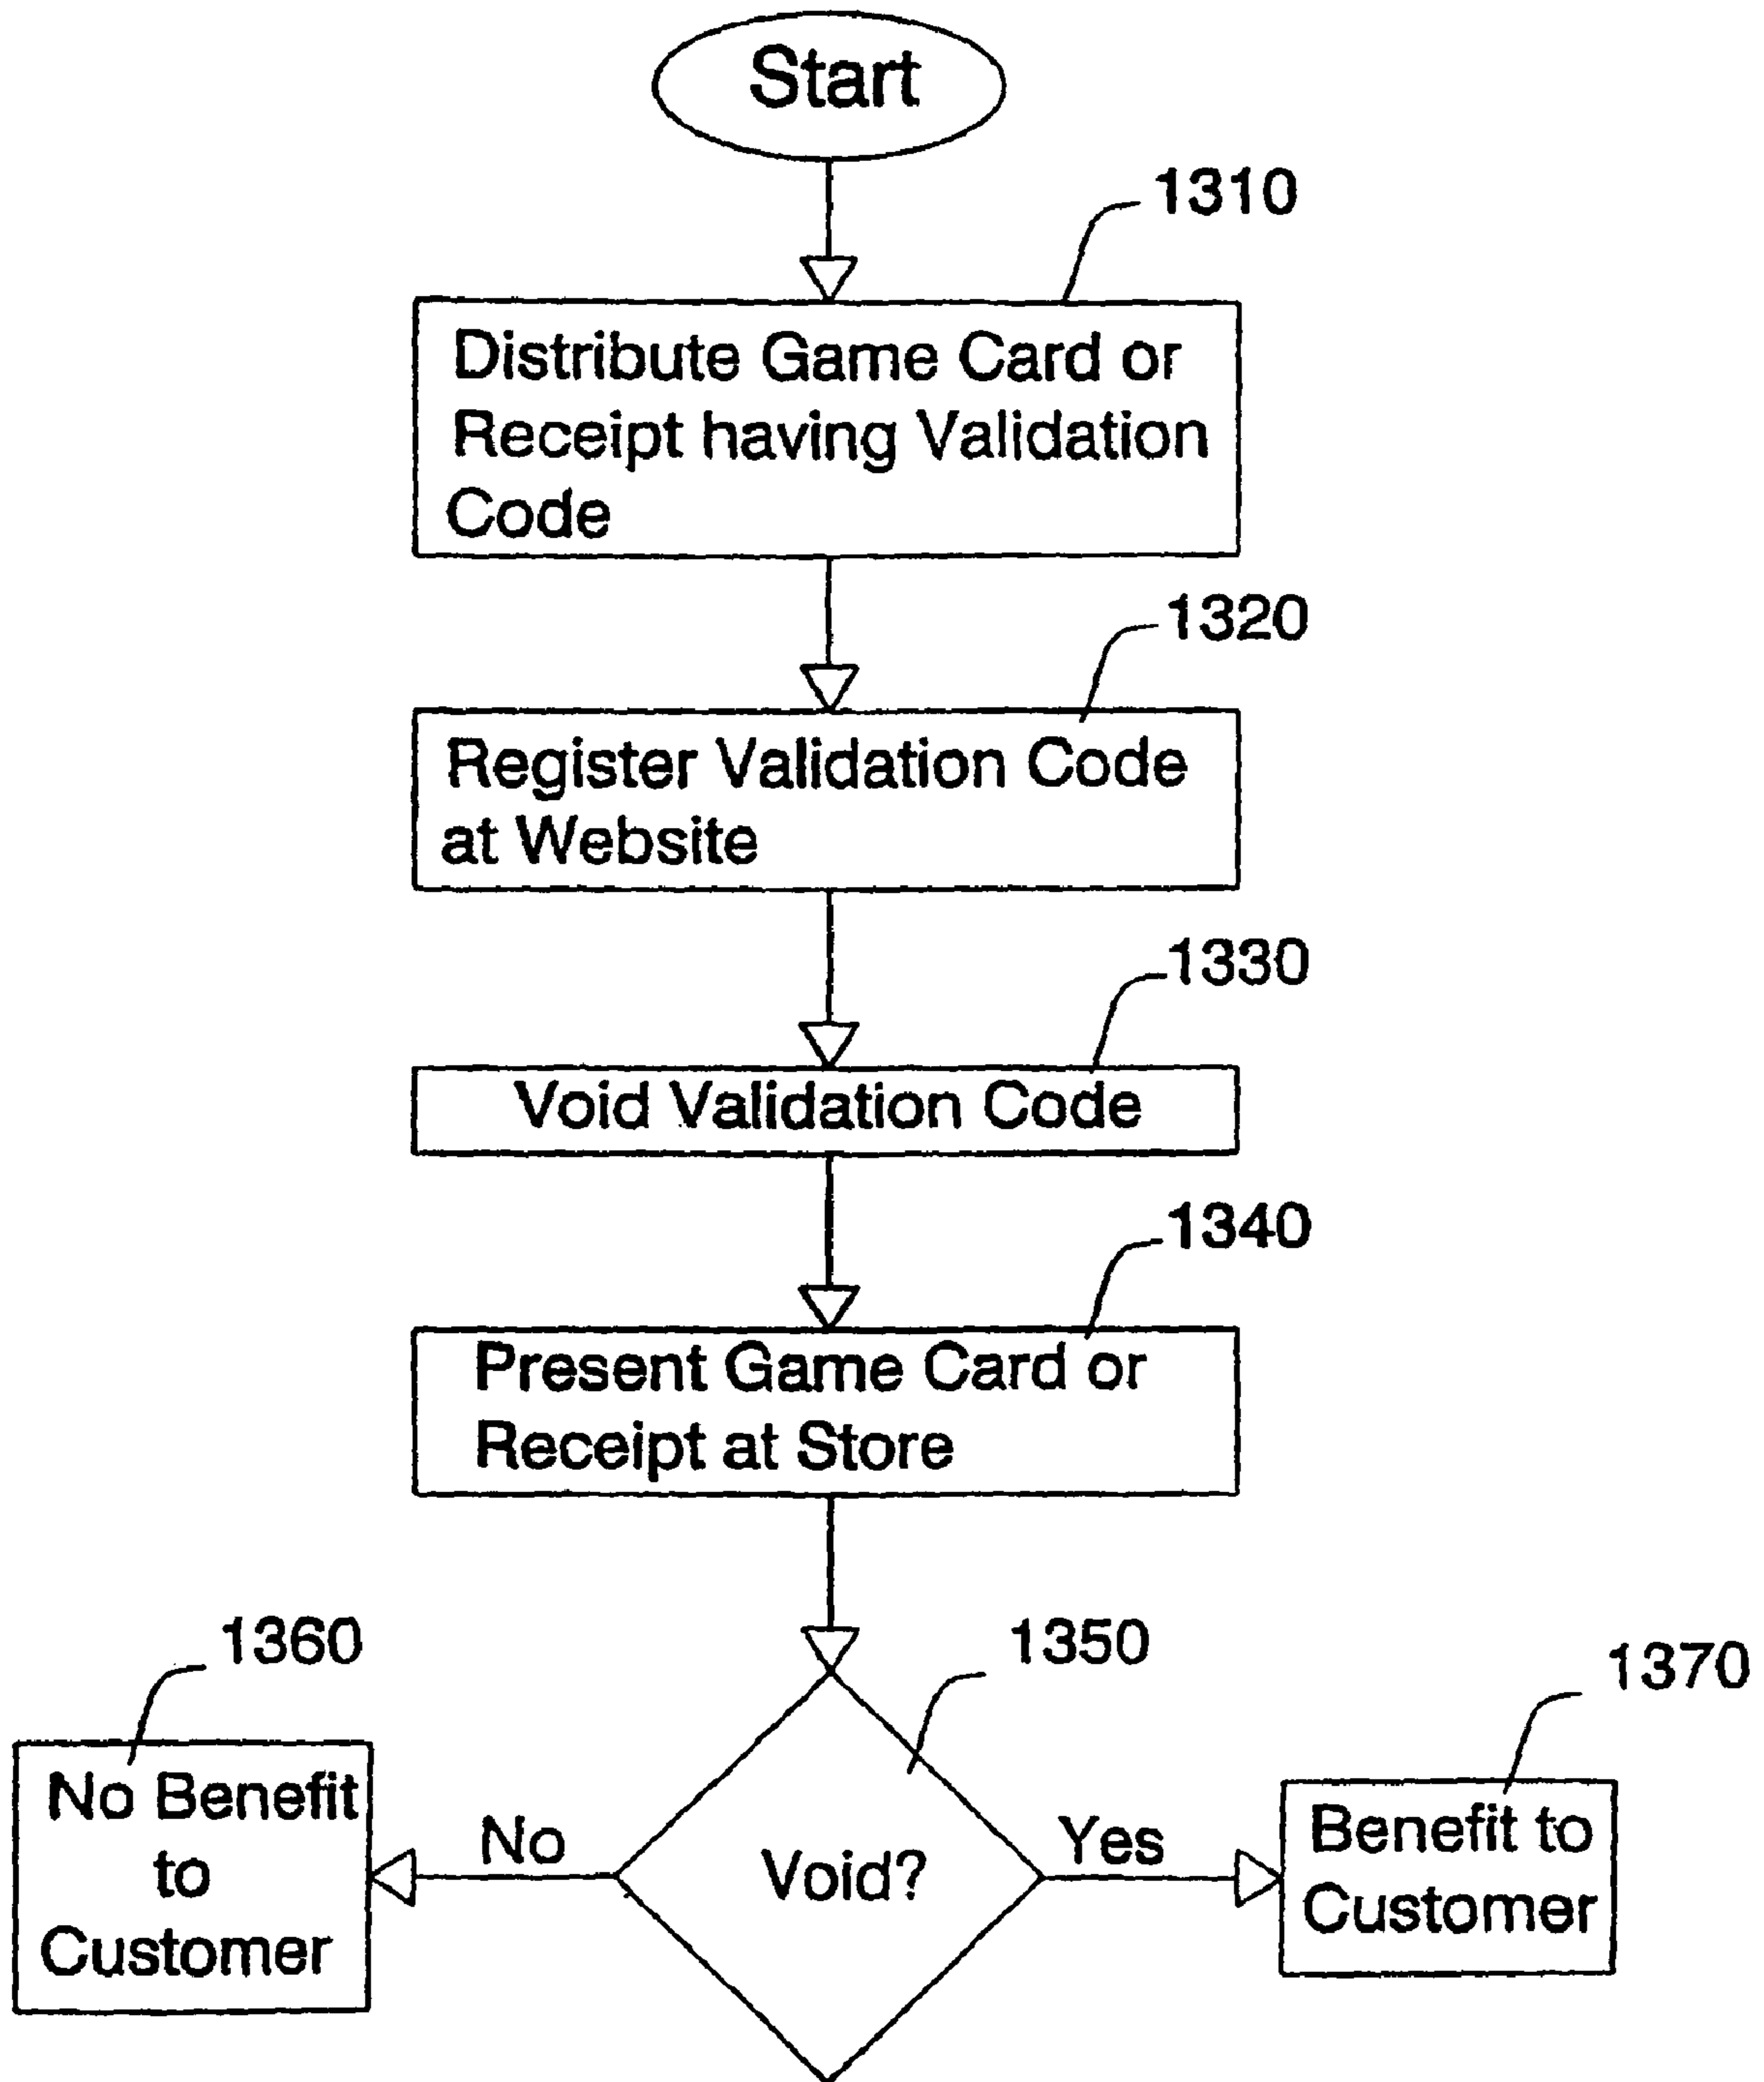 Start
1310
Distribute Game Card or
Receipt having Validation
Code
1320
Register Validation Code
at Website
1330
Void Validation Code
1340
Present Game Card or
Receipt at Store
1360
1350
1370
No Benefit
to
Customer
No
Void?
Yes
Benefit to
Customer